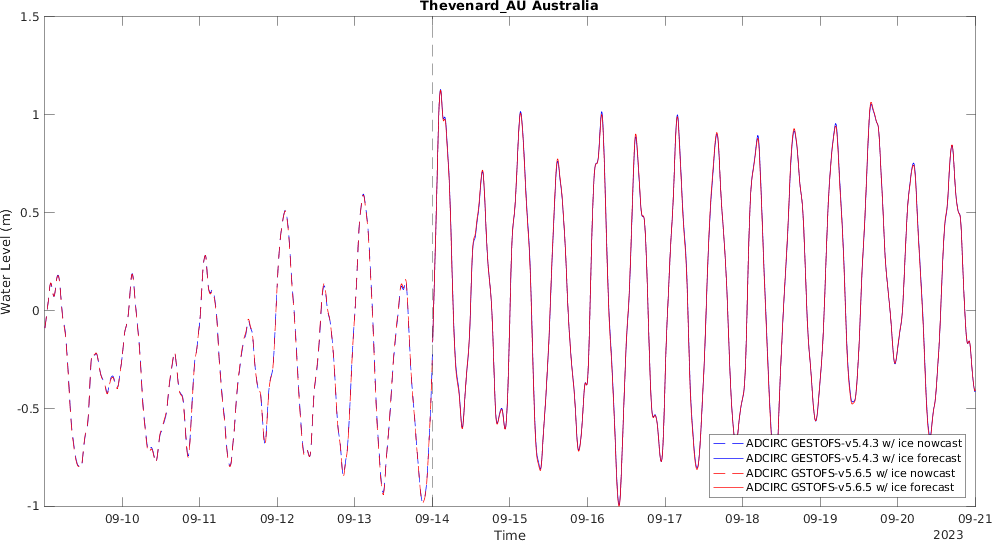 Thevenard_AU Australia
Water Level (m)
1.5
1
0.5
0
-0.5
-1
ADCIRC GESTOFS-v5.4.3 w/ ice nowcast
ADCIRC GESTOFS-v5.4.3 w/ ice forecast
ADCIRC GSTOFS-v5.6.5 w/ ice nowcast
ADCIRC GSTOFS-v5.6.5 w/ ice forecast
09-10 09-11 09-12 09-13 09-14 09-15 09-16 09-17 09-18 09-19 09-20 09-21
Time
2023